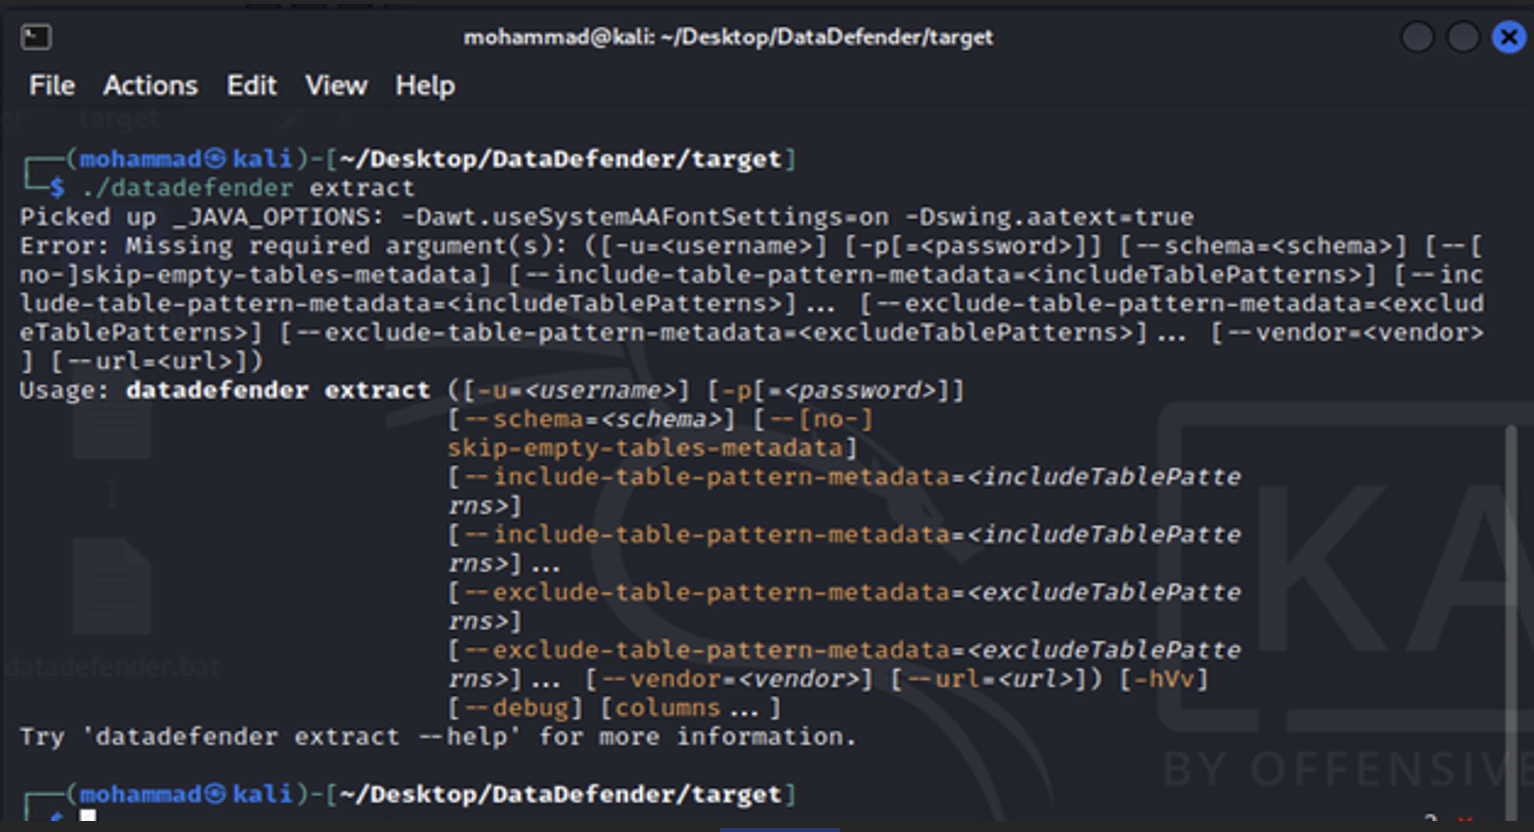 mohammad@kali: ~/Desktop/DataDefender/target
File Actions Edit View Help
target
┌──(mohammad㉿kali)-[~/Desktop/DataDefender/target]
└─$ ./datadefender extract
Picked up _JAVA_OPTIONS: -Dawt.useSystemAAFontSettings=on -Dswing.aatext=true
Error: Missing required argument(s): ([-u=<username>] [-p[=<password>]] [--schema=<schema>] [--[
no-]skip-empty-tables-metadata] [--include-table-pattern-metadata=<includeTablePatterns>] [--inc
lude-table-pattern-metadata=<includeTablePatterns>]... [--exclude-table-pattern-metadata=<exclud
eTablePatterns>] [--exclude-table-pattern-metadata=<excludeTablePatterns>]... [--vendor=<vendor>
] [--url=<url>])
Usage: datadefender extract ([-u=<username>] [-p[=<password>]]
[--schema=<schema>] [--[no-]
skip-empty-tables-metadata]
[--include-table-pattern-metadata=<includeTablePatte
rns>]
[--include-table-pattern-metadata=<includeTablePatte
rns>]...
[--exclude-table-pattern-metadata=<excludeTablePatte
rns>]
[--exclude-table-pattern-metadata=<excludeTablePatte
rns>]... [--vendor=<vendor>] [--url=<url>]) [-hVv]
[--debug] [columns...]
Try 'datadefender extract --help' for more information.
┌──(mohammad㉿kali)-[~/Desktop/DataDefender/target]
└─$
datadefender.bat
KA
BY OFFENSIVE